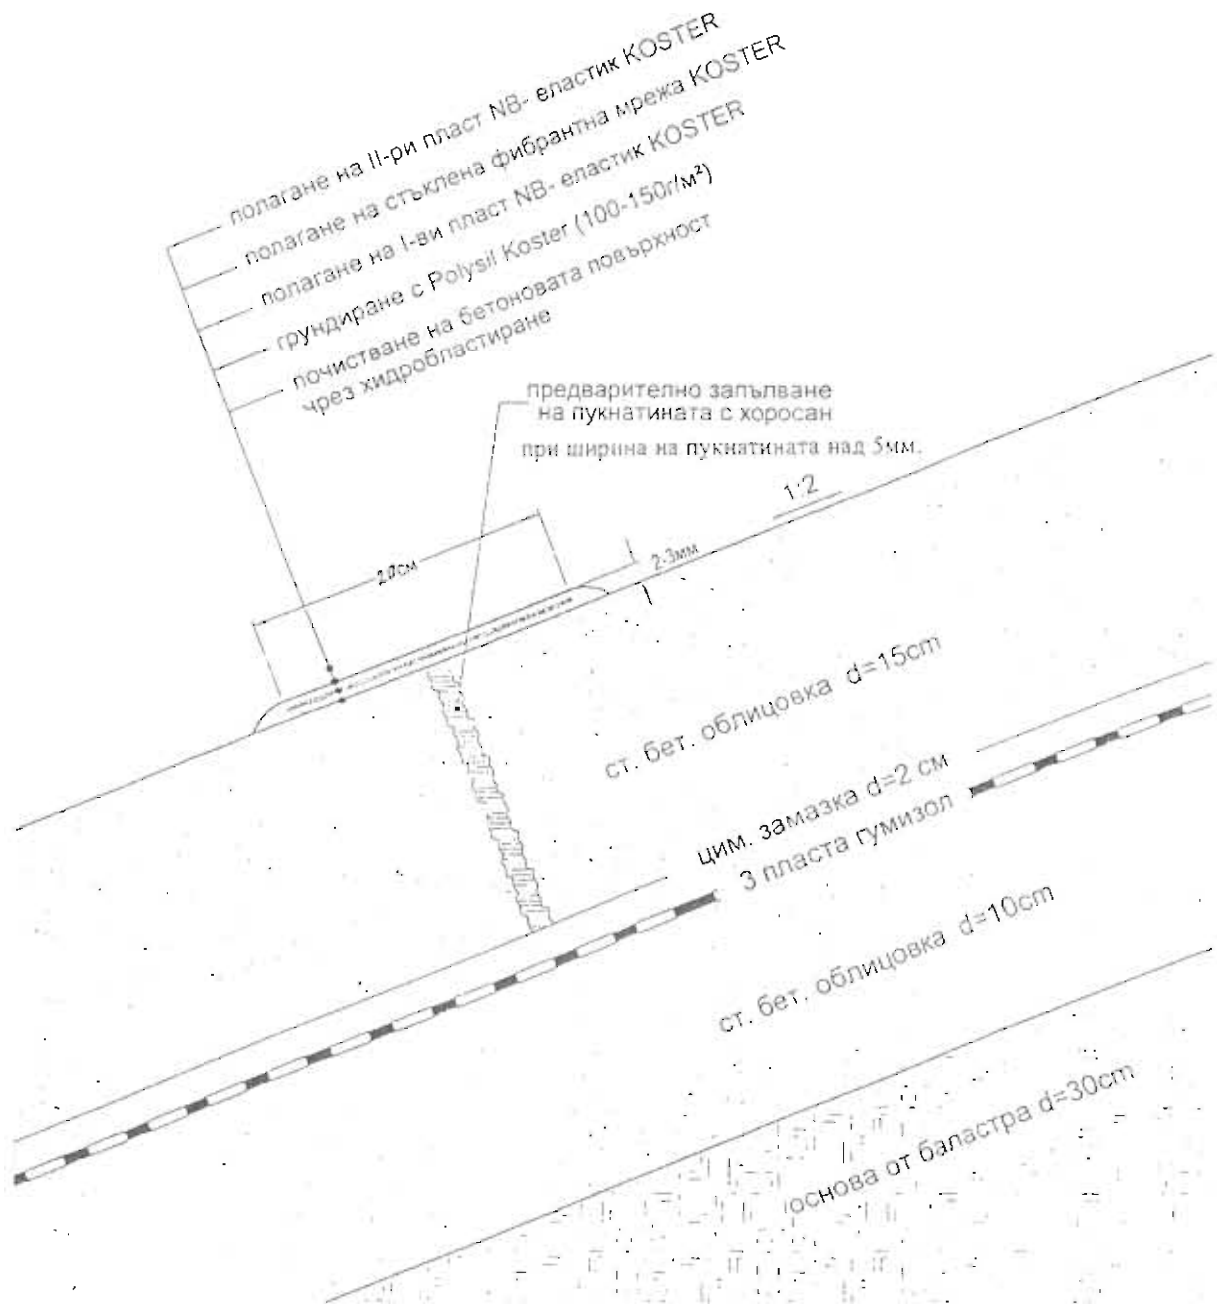 полагане на II-ри пласт NB- еластик KOSTER
полагане на стъклена фибрантна мрежа KOSTER
полагане на I-ви пласт NB- еластик KOSTER
грундиране с Polysil Koster (100-150г/м²)
почистване на бетоновата повърхност
чрез хидробластиране
предварително запълване
на пукнатината с хоросан
при ширина на пукнатината над 5мм.
1:2
2-3мм
ст. бет. облицовка d=15cm
цим. замазка d=2 см
3 пласта гумизол
ст. бет. облицовка d=10cm
основа от баластра d=30cm